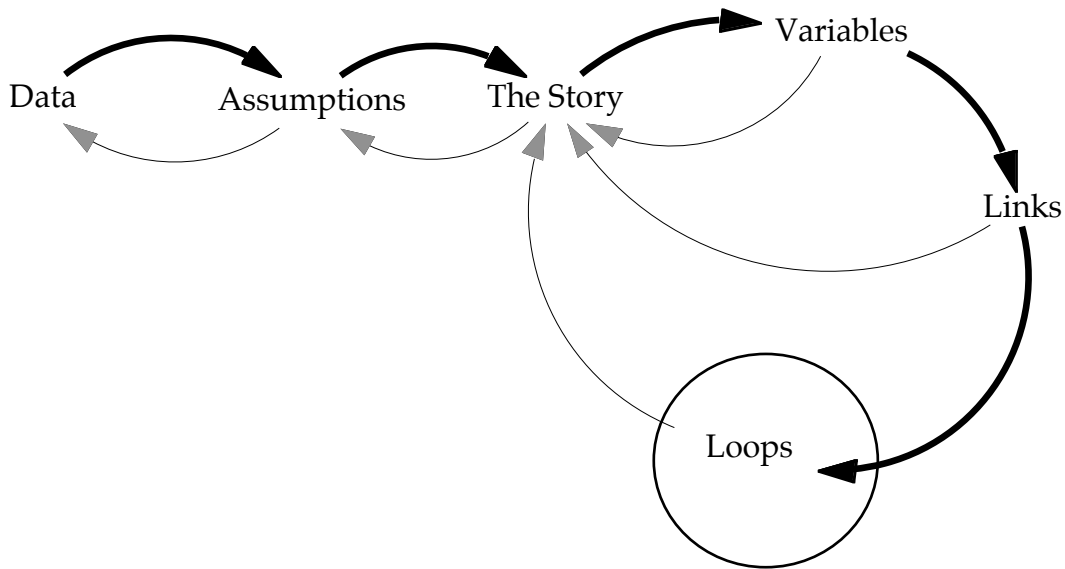 Data
Assumptions
The Story
Variables
Links
Loops